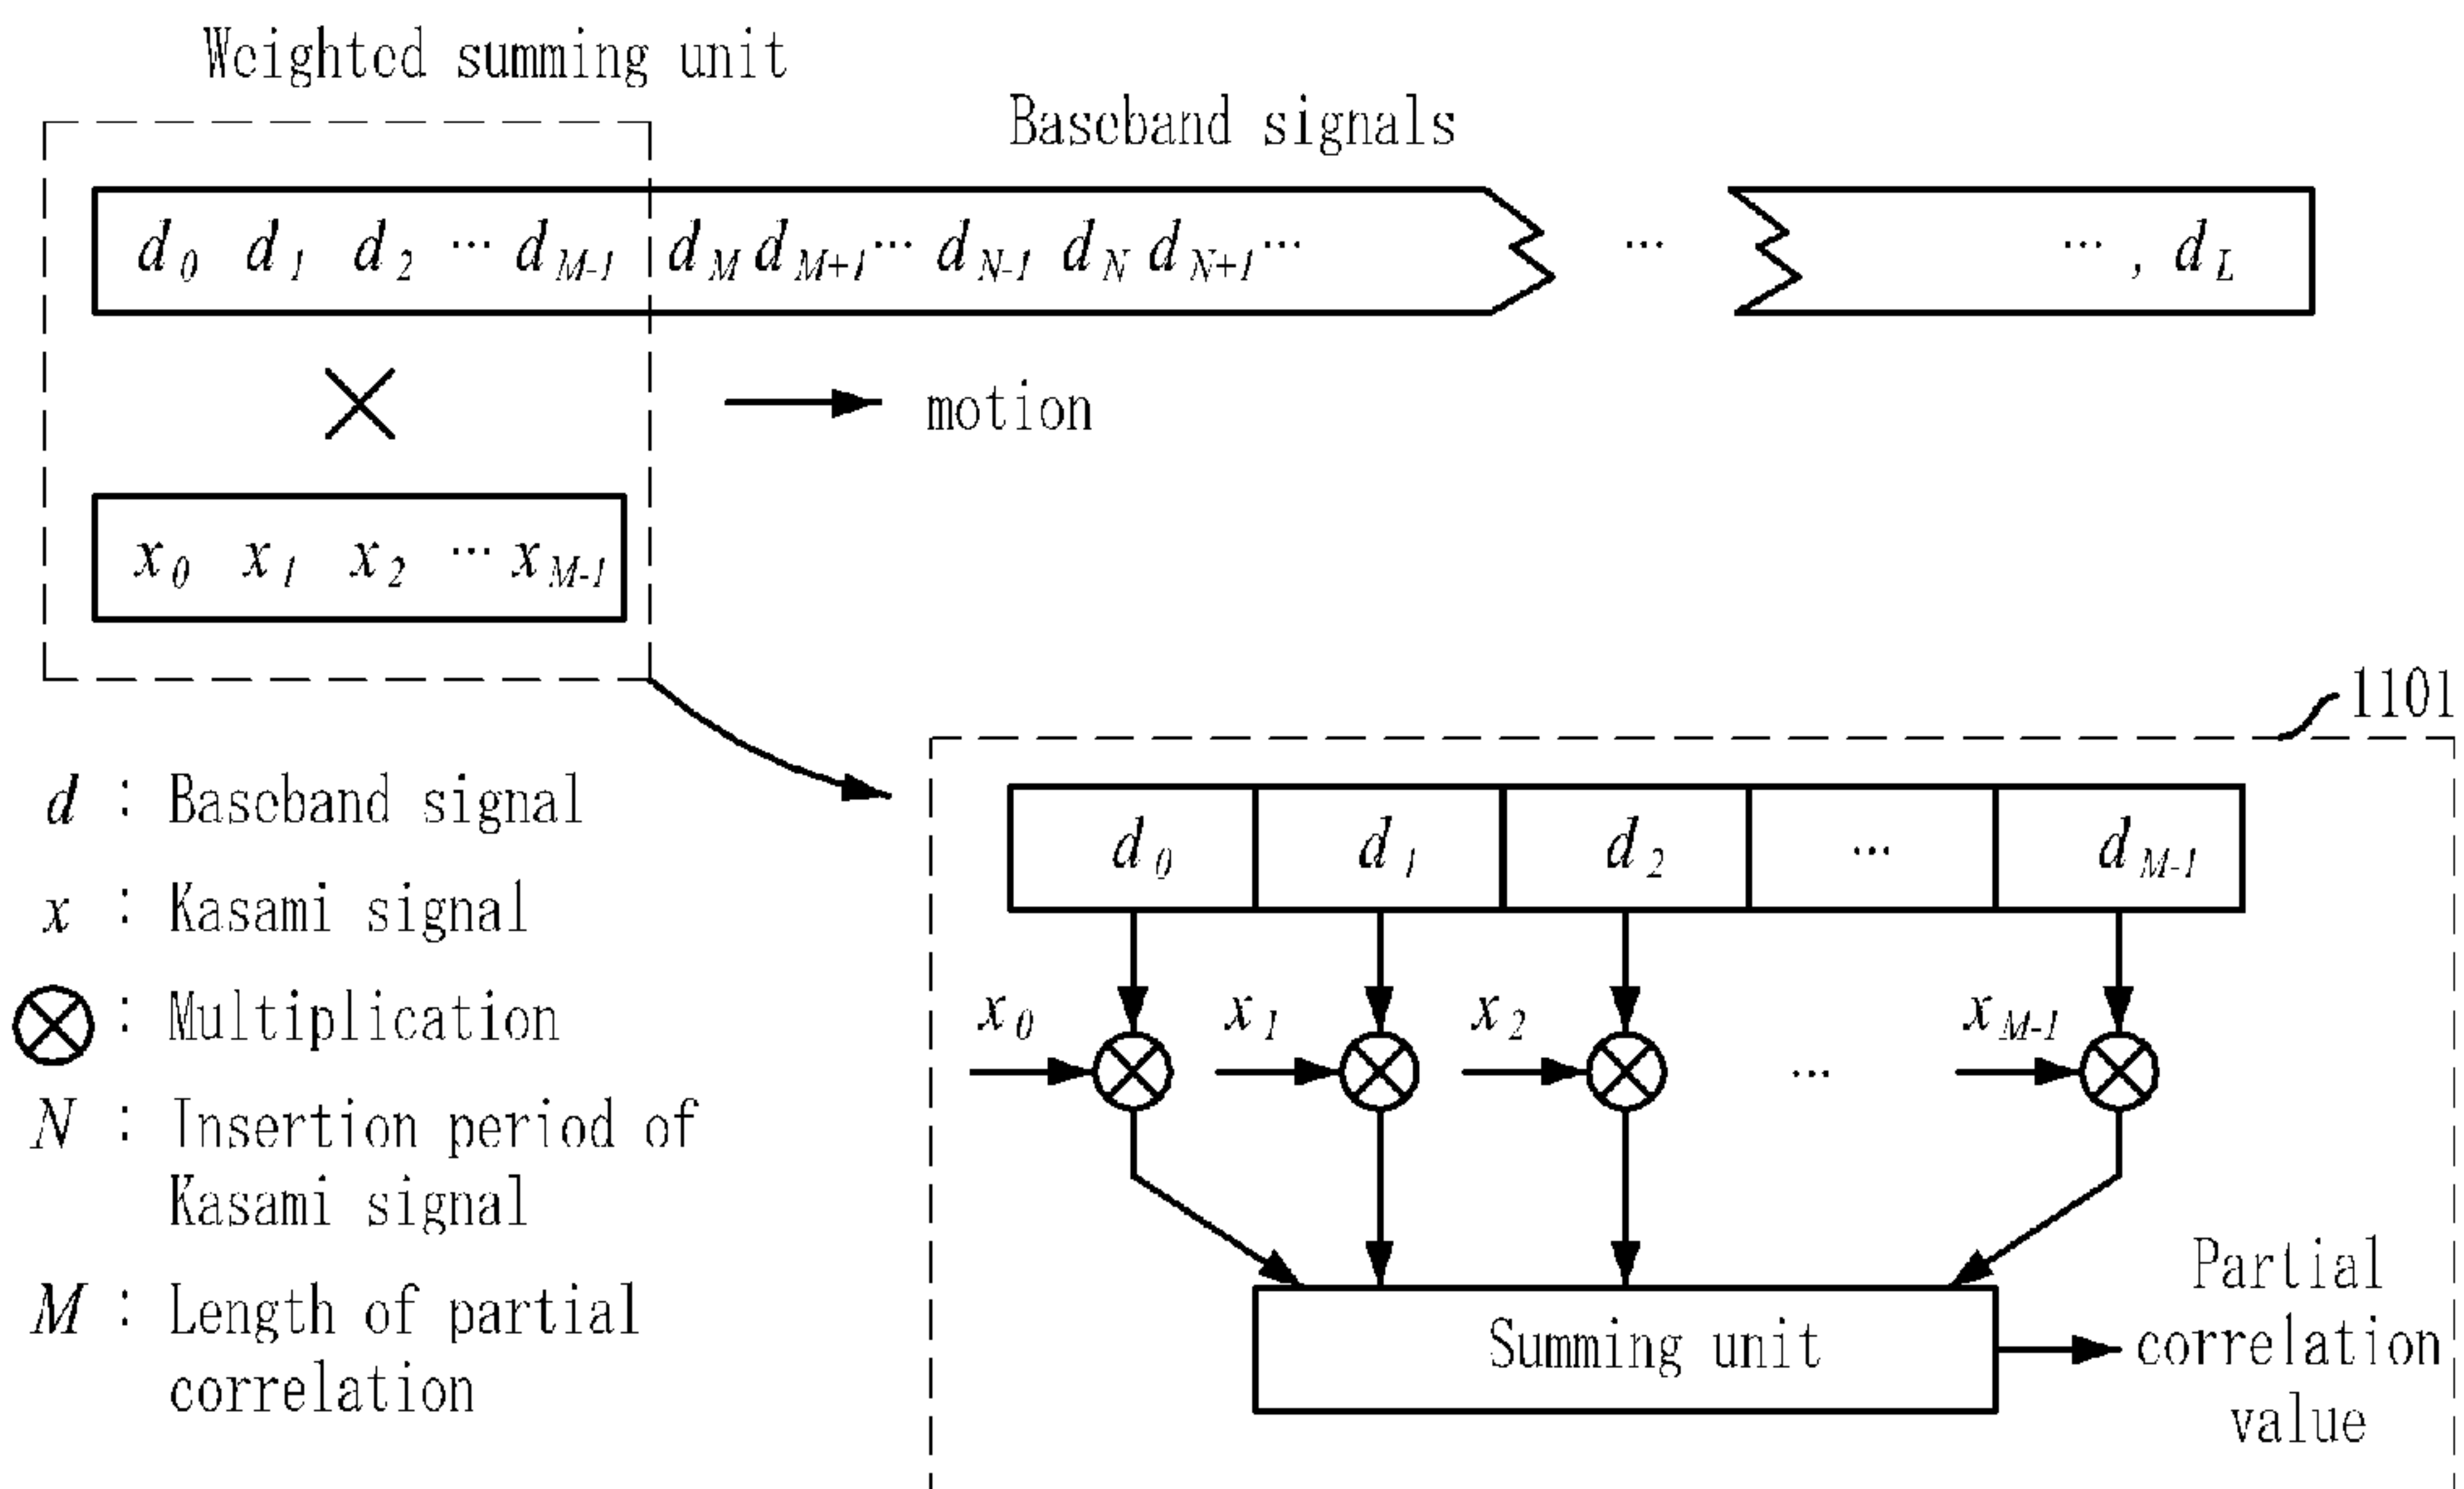 Weighted summing unit
Baseband signals
d0 d1 d2 ... dM-1 dM dM+1 ... dN-1 dN dN+1 ... ... ... , dL
motion
x0 x1 x2 ... xM-1
1101
d : Baseband signal
x : Kasami signal
⊗ : Multiplication
N : Insertion period of
Kasami signal
M : Length of partial
correlation
d0 d1 d2 ... dM-1
x0 x1 x2 ... xM-1
Summing unit
Partial
correlation
value